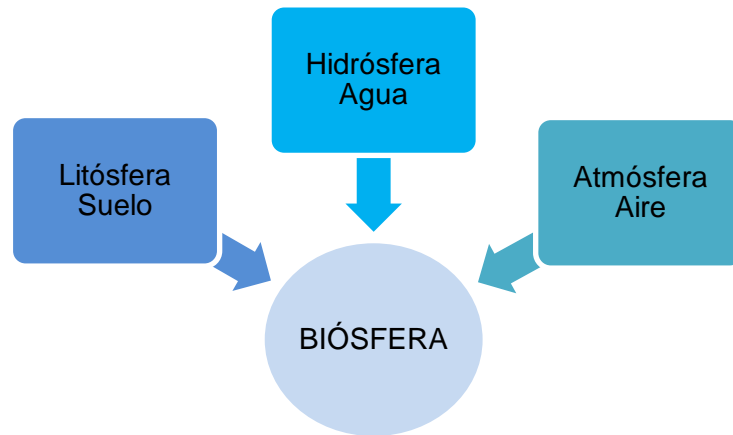 Hidrósfera
Agua
Litósfera
Suelo
Atmósfera
Aire
BIÓSFERA